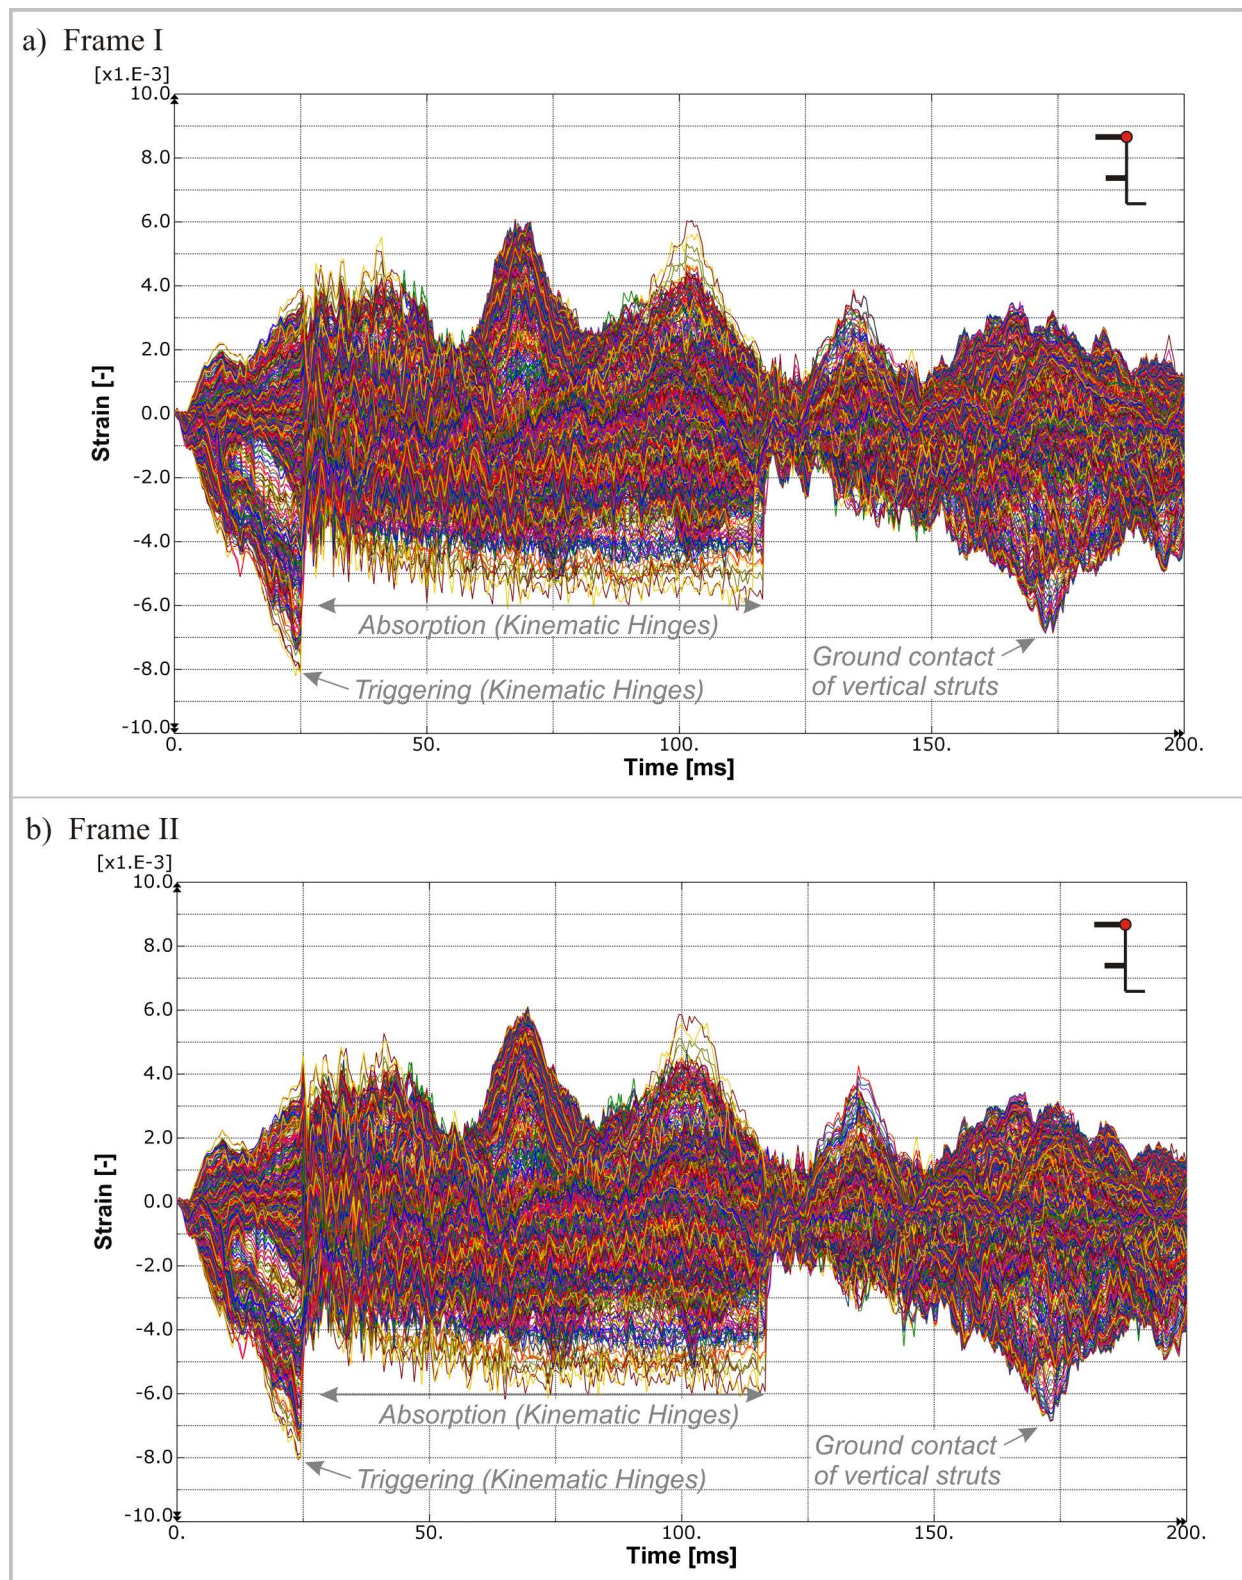 a) Frame I
[x1.E-3]
10.0
8.0
6.0
4.0
2.0
0.0
-2.0
-4.0
-6.0
-8.0
-10.0
Strain [-]
Absorption (Kinematic Hinges)
Triggering (Kinematic Hinges)
Ground contact
of vertical struts
0. 50. 100. 150. 200.
Time [ms]
b) Frame II
[x1.E-3]
10.0
8.0
6.0
4.0
2.0
0.0
-2.0
-4.0
-6.0
-8.0
-10.0
Strain [-]
Absorption (Kinematic Hinges)
Triggering (Kinematic Hinges)
Ground contact
of vertical struts
0. 50. 100. 150. 200.
Time [ms]